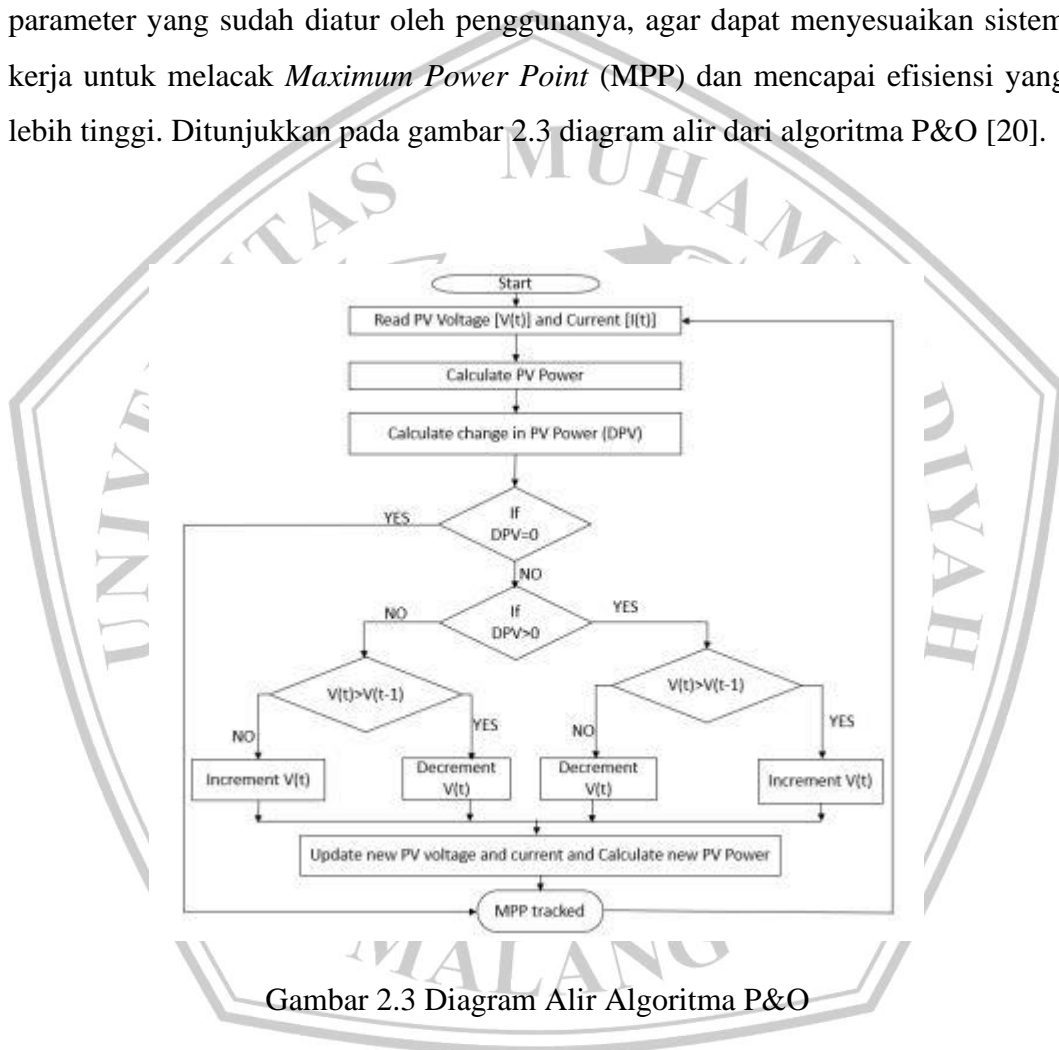 parameter yang sudah diatur oleh penggunanya, agar dapat menyesuaikan sistem
kerja untuk melacak Maximum Power Point (MPP) dan mencapai efisiensi yang
lebih tinggi. Ditunjukkan pada gambar 2.3 diagram alir dari algoritma P&O [20].
Start
Read PV Voltage [V(t)] and Current [I(t)]
Calculate PV Power
Calculate change in PV Power (DPV)
If
DPV=0
YES
NO
If
DPV>0
NO
YES
V(t)>V(t-1)
V(t)>V(t-1)
NO
YES
NO
YES
Increment V(t)
Decrement
V(t)
Decrement
V(t)
Increment V(t)
Update new PV voltage and current and Calculate new PV Power
MPP tracked
MALANG
Gambar 2.3 Diagram Alir Algoritma P&O